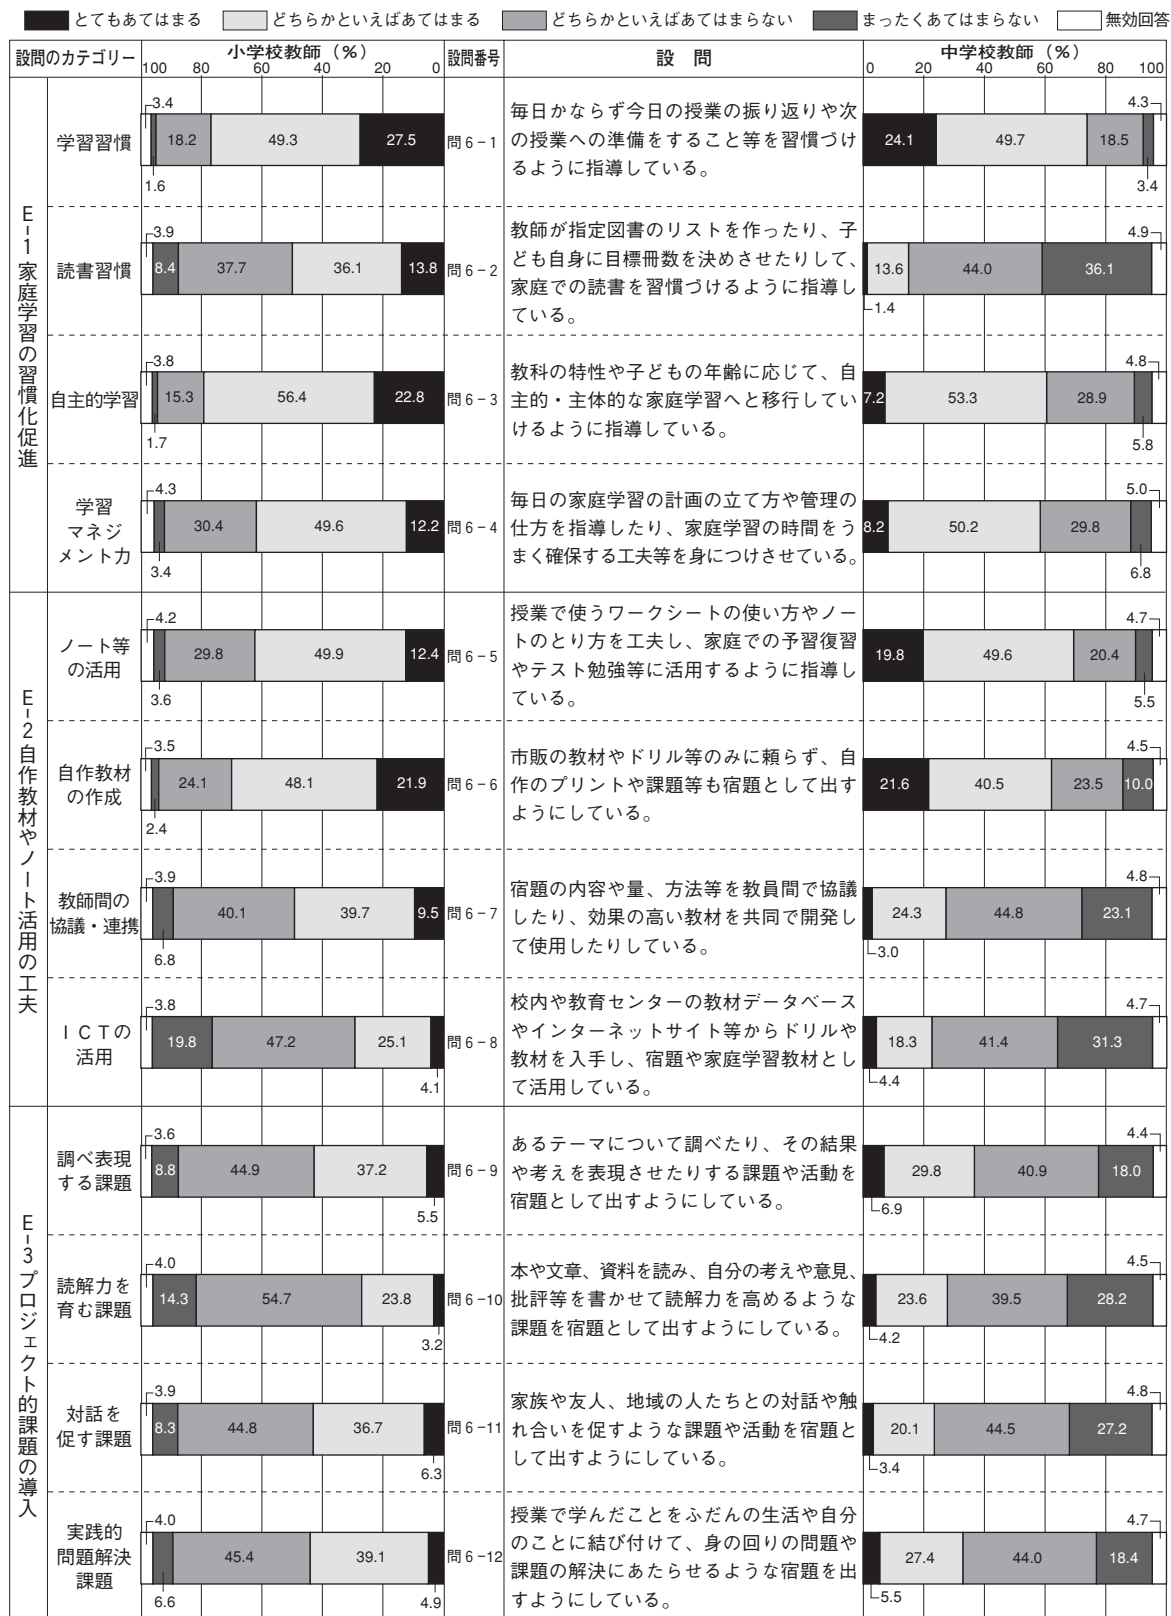 とてもあてはまる どちらかといえばあてはまる どちらかといえばあてはまらない まったくあてはまらない 無効回答
設問のカテゴリー 小学校教師（％） 設問番号 設　問 中学校教師（％）
100 80 60 40 20 0 0 20 40 60 80 100
E-1 家庭学習の習慣化促進
学習習慣
3.4
18.2 49.3 27.5
1.6
問6-1
毎日かならず今日の授業の振り返りや次
の授業への準備をすること等を習慣づけ
るように指導している。
4.3
24.1 49.7 18.5
3.4
読書習慣
3.9
8.4 37.7 36.1 13.8
問6-2
教師が指定図書のリストを作ったり、子
ども自身に目標冊数を決めさせたりして、
家庭での読書を習慣づけるように指導し
ている。
4.9
13.6 44.0 36.1
1.4
自主的学習
3.8
15.3 56.4 22.8
1.7
問6-3
教科の特性や子どもの年齢に応じて、自
主的・主体的な家庭学習へと移行してい
けるように指導している。
4.8
7.2 53.3 28.9
5.8
学習
マネジ
メント力
4.3
30.4 49.6 12.2
3.4
問6-4
毎日の家庭学習の計画の立て方や管理の
仕方を指導したり、家庭学習の時間をう
まく確保する工夫等を身につけさせている。
5.0
8.2 50.2 29.8
6.8
E-2 自作教材やノート活用の工夫
ノート等
の活用
4.2
29.8 49.9 12.4
3.6
問6-5
授業で使うワークシートの使い方やノー
トのとり方を工夫し、家庭での予習復習
やテスト勉強等に活用するように指導し
ている。
4.7
19.8 49.6 20.4
5.5
自作教材
の作成
3.5
24.1 48.1 21.9
2.4
問6-6
市販の教材やドリル等のみに頼らず、自
作のプリントや課題等も宿題として出す
ようにしている。
4.5
21.6 40.5 23.5 10.0
教師間の
協議・連携
3.9
40.1 39.7 9.5
6.8
問6-7
宿題の内容や量、方法等を教員間で協議
したり、効果の高い教材を共同で開発し
て使用したりしている。
4.8
24.3 44.8 23.1
3.0
ＩＣＴの
活用
3.8
19.8 47.2 25.1
4.1
問6-8
校内や教育センターの教材データベース
やインターネットサイト等からドリルや
教材を入手し、宿題や家庭学習教材とし
て活用している。
4.7
18.3 41.4 31.3
4.4
E-3 プロジェクト的課題の導入
調べ表現
する課題
3.6
8.8 44.9 37.2
5.5
問6-9
あるテーマについて調べたり、その結果
や考えを表現させたりする課題や活動を
宿題として出すようにしている。
4.4
29.8 40.9 18.0
6.9
読解力を
育む課題
4.0
14.3 54.7 23.8
3.2
問6-10
本や文章、資料を読み、自分の考えや意見、
批評等を書かせて読解力を高めるような
課題を宿題として出すようにしている。
4.5
23.6 39.5 28.2
4.2
対話を
促す課題
3.9
8.3 44.8 36.7
6.3
問6-11
家族や友人、地域の人たちとの対話や触
れ合いを促すような課題や活動を宿題と
して出すようにしている。
4.8
20.1 44.5 27.2
3.4
実践的
問題解決
課題
4.0
45.4 39.1
6.6 4.9
問6-12
授業で学んだことをふだんの生活や自分
のことに結び付けて、身の回りの問題や
課題の解決にあたらせるような宿題を出
すようにしている。
4.7
27.4 44.0 18.4
5.5